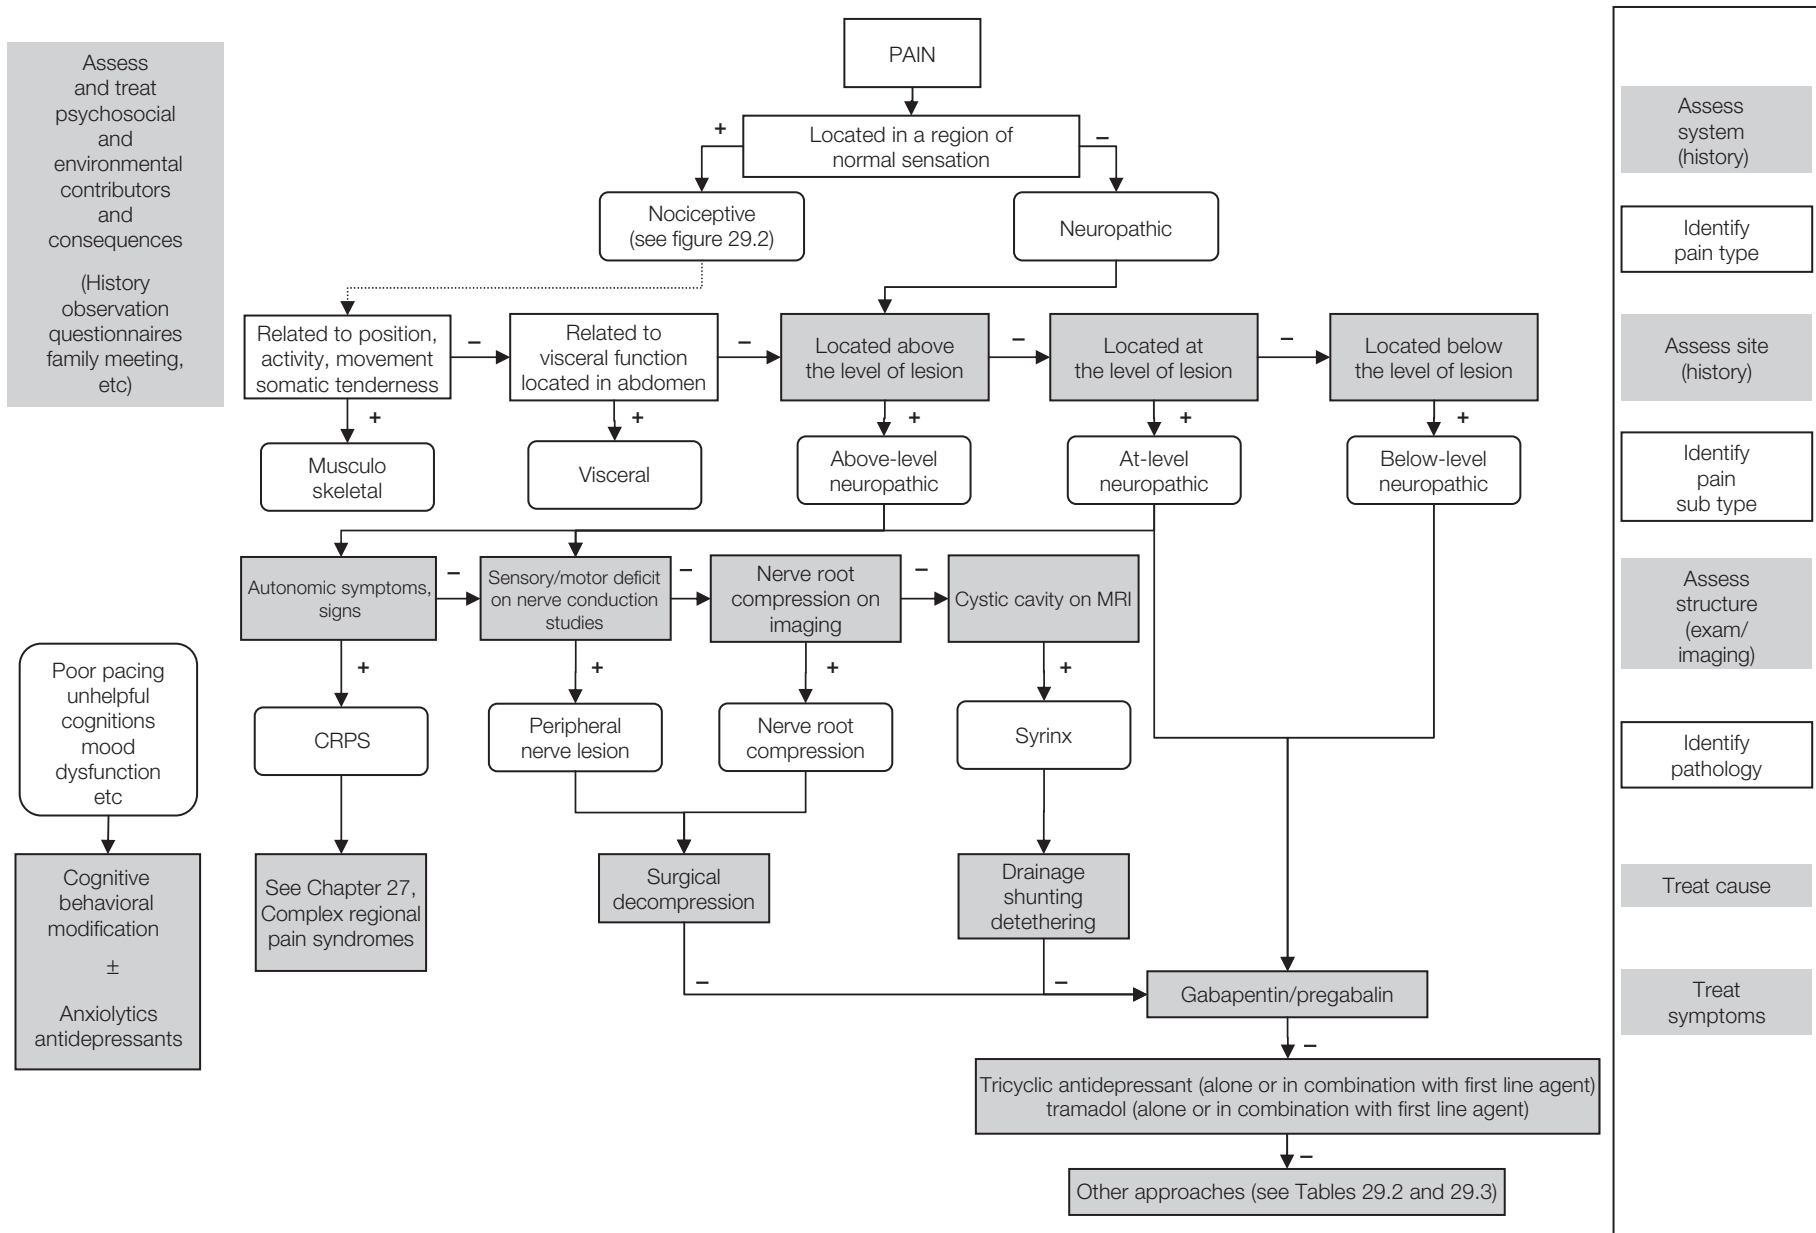 PAIN
Assess
and treat
psychosocial
and
environmental
contributors
and
consequences
(History
observation
questionnaires
family meeting,
etc)
+
Located in a region of
normal sensation
–
Assess
system
(history)
Nociceptive
(see figure 29.2)
Neuropathic
Identify
pain type
Related to position,
activity, movement
somatic tenderness
–
Related to
visceral function
located in abdomen
–
Located above
the level of lesion
–
Located at
the level of lesion
–
Located below
the level of lesion
Assess site
(history)
+
+
+
+
+
Musculo
skeletal
Visceral
Above-level
neuropathic
At-level
neuropathic
Below-level
neuropathic
Identify
pain
sub type
Autonomic symptoms,
signs
–
Sensory/motor deficit
on nerve conduction
studies
–
Nerve root
compression on
imaging
–
Cystic cavity on MRI
Assess
structure
(exam/
imaging)
+
+
+
+
Poor pacing
unhelpful
cognitions
mood
dysfunction
etc
CRPS
Peripheral
nerve lesion
Nerve root
compression
Syrinx
Identify
pathology
Cognitive
behavioral
modification
±
Anxiolytics
antidepressants
See Chapter 27,
Complex regional
pain syndromes
Surgical
decompression
Drainage
shunting
detethering
Treat cause
–
–
Gabapentin/pregabalin
Treat
symptoms
–
Tricyclic antidepressant (alone or in combination with first line agent)
tramadol (alone or in combination with first line agent)
–
Other approaches (see Tables 29.2 and 29.3)